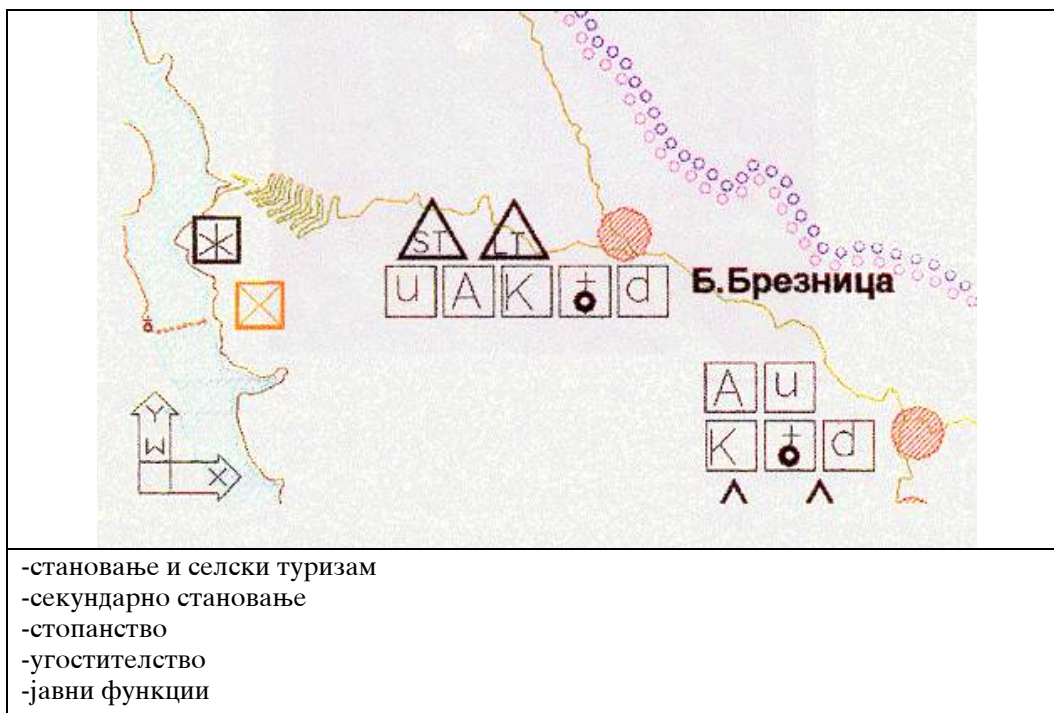 ST LT
u A K d
Б.Брезница
A u
K d
Y
W
X
-становање и селски туризам
-секундарно становање
-стопанство
-угостителство
-јавни функции